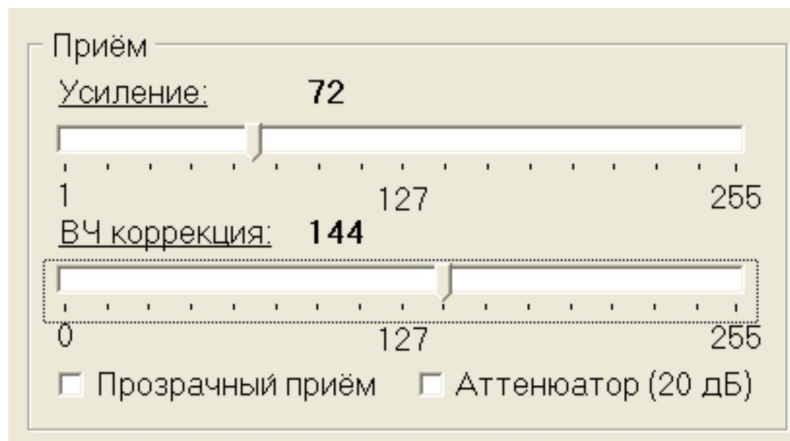 Приём
Усиление: 72
1 127 255
ВЧ коррекция: 144
0 127 255
Прозрачный приём Аттенюатор (20 дБ)